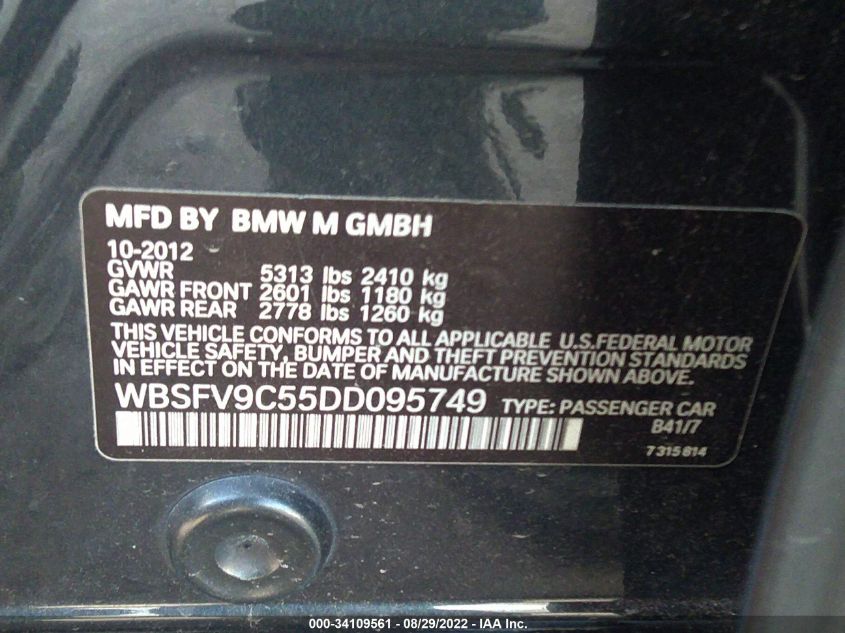 MFD BY BMW M GMBH
10-2012
GVWR 5313 lbs 2410 kg
GAWR FRONT 2601 lbs 1180 kg
GAWR REAR 2778 lbs 1260 kg
THIS VEHICLE CONFORMS TO ALL APPLICABLE U.S.FEDERAL MOTOR
VEHICLE SAFETY, BUMPER AND THEFT PREVENTION STANDARDS
IN EFFECT ON THE DATE OF MANUFACTURE SHOWN ABOVE.
WBSFV9C55DD095749 TYPE: PASSENGER CAR
B41/7
7 315 814
000-34109561 - 08/29/2022 - IAA Inc.